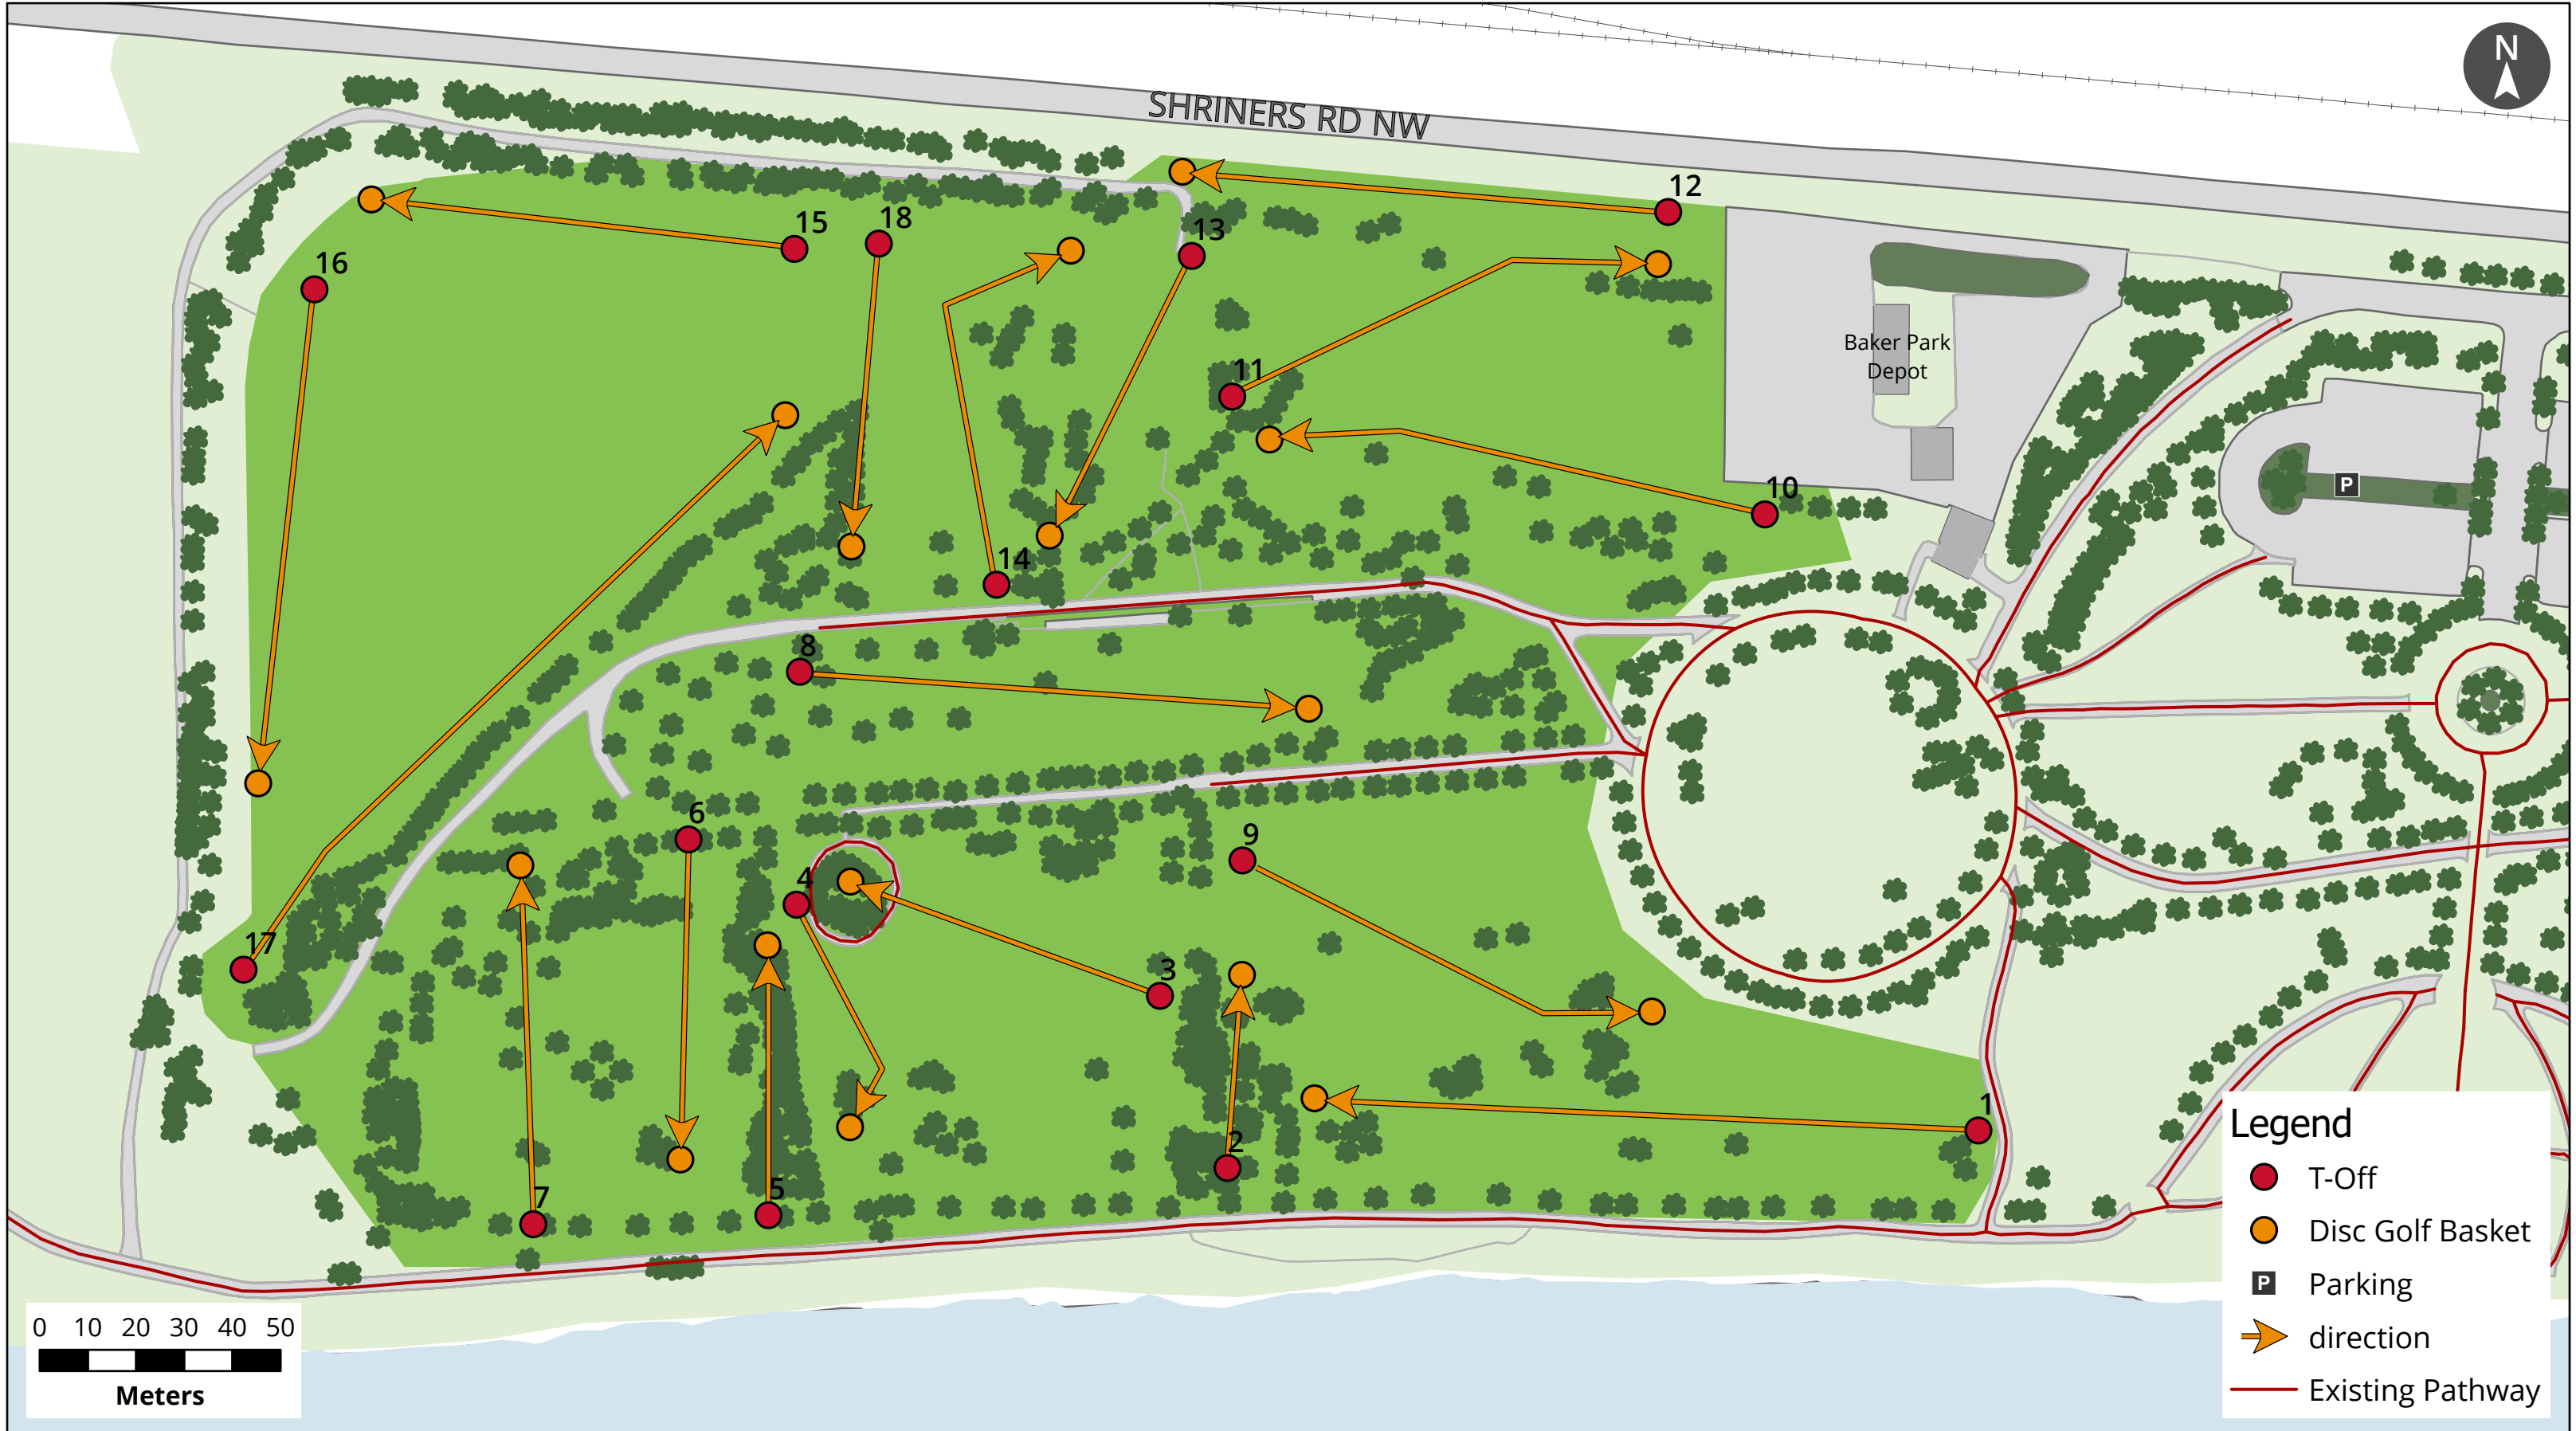 N
SHRINERS RD NW
12
15
18
13
16
Baker Park
Depot
11
P
10
14
8
6
9
4
17
3
1
2
5
7
Legend
T-Off
Disc Golf Basket
P Parking
direction
Existing Pathway
0 10 20 30 40 50
Meters